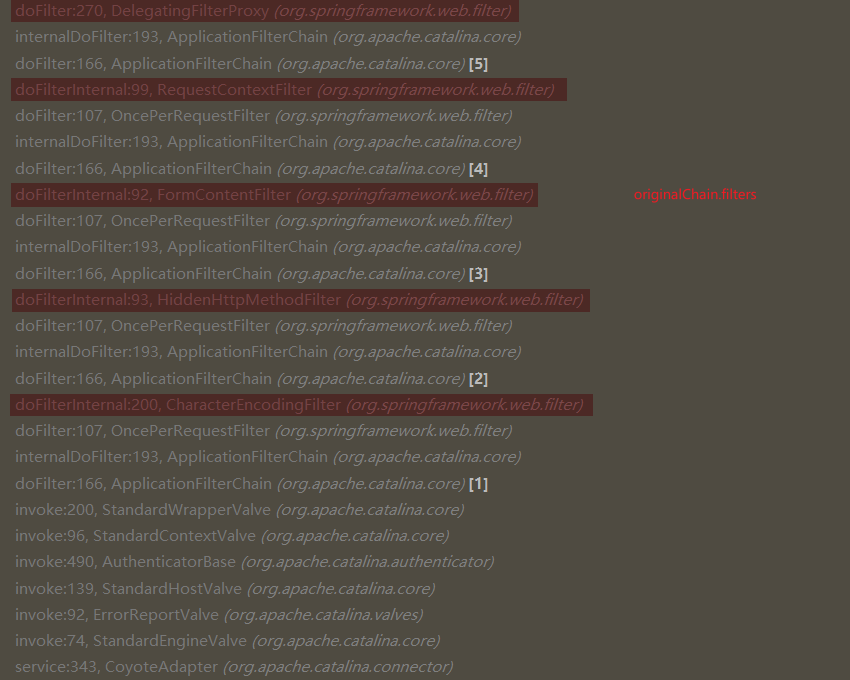 doFilter:270, DelegatingFilterProxy (org.springframework.web.filter)
internalDoFilter:193, ApplicationFilterChain (org.apache.catalina.core)
doFilter:166, ApplicationFilterChain (org.apache.catalina.core) [5]
doFilterInternal:99, RequestContextFilter (org.springframework.web.filter)
doFilter:107, OncePerRequestFilter (org.springframework.web.filter)
internalDoFilter:193, ApplicationFilterChain (org.apache.catalina.core)
doFilter:166, ApplicationFilterChain (org.apache.catalina.core) [4]
doFilterInternal:92, FormContentFilter (org.springframework.web.filter) originalChain:filters
doFilter:107, OncePerRequestFilter (org.springframework.web.filter)
internalDoFilter:193, ApplicationFilterChain (org.apache.catalina.core)
doFilter:166, ApplicationFilterChain (org.apache.catalina.core) [3]
doFilterInternal:93, HiddenHttpMethodFilter (org.springframework.web.filter)
doFilter:107, OncePerRequestFilter (org.springframework.web.filter)
internalDoFilter:193, ApplicationFilterChain (org.apache.catalina.core)
doFilter:166, ApplicationFilterChain (org.apache.catalina.core) [2]
doFilterInternal:200, CharacterEncodingFilter (org.springframework.web.filter)
doFilter:107, OncePerRequestFilter (org.springframework.web.filter)
internalDoFilter:193, ApplicationFilterChain (org.apache.catalina.core)
doFilter:166, ApplicationFilterChain (org.apache.catalina.core) [1]
invoke:200, StandardWrapperValve (org.apache.catalina.core)
invoke:96, StandardContextValve (org.apache.catalina.core)
invoke:490, AuthenticatorBase (org.apache.catalina.authenticator)
invoke:139, StandardHostValve (org.apache.catalina.core)
invoke:92, ErrorReportValve (org.apache.catalina.valves)
invoke:74, StandardEngineValve (org.apache.catalina.core)
service:343, CoyoteAdapter (org.apache.catalina.connector)